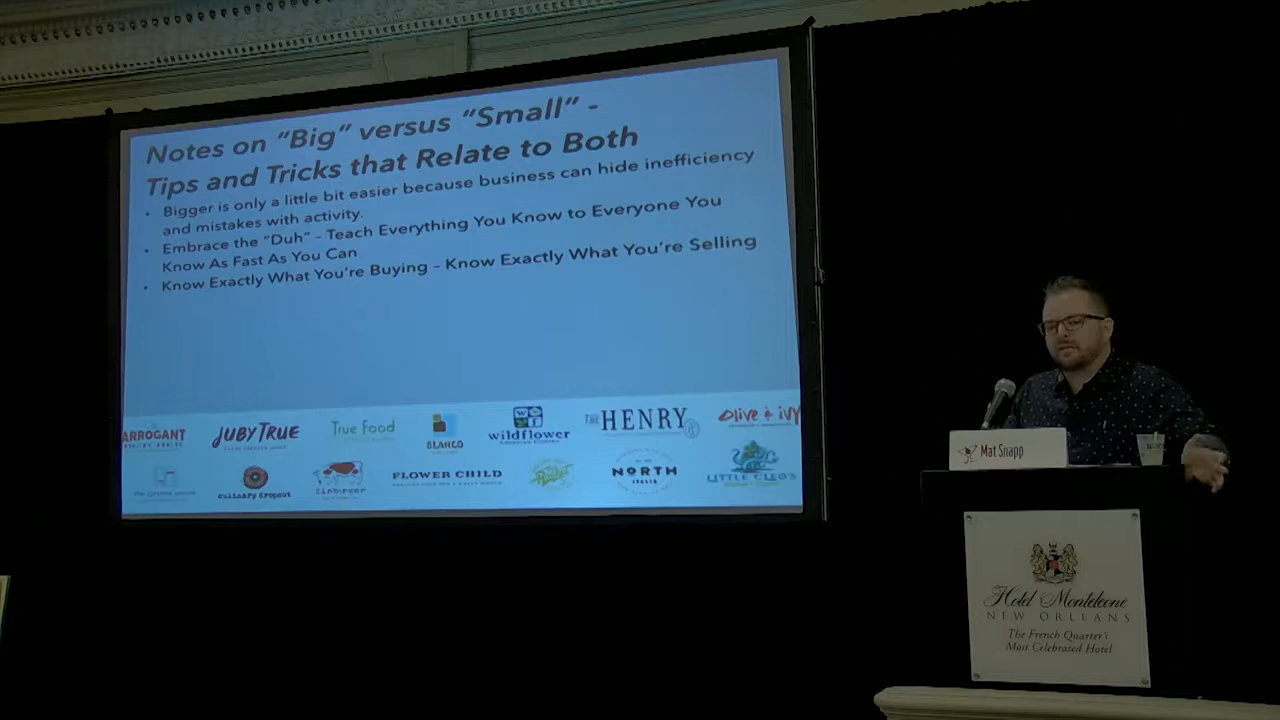 Notes on “Big” versus “Small” -
Tips and Tricks that Relate to Both
• Bigger is only a little bit easier because business can hide inefficiency
and mistakes with activity.
• Embrace the “Duh” – Teach Everything You Know to Everyone You
Know As Fast As You Can
• Know Exactly What You’re Buying – Know Exactly What You’re Selling
ARROGANT
JUBY TRUE
True Food
BLANCO
wildflower
THE HENRY
OLIVE & IVY
culinary dropout
Zinburger
FLOWER CHILD
NORTH
ITALIA
LITTLE CLEO'S
Mat Snapp
Hotel Monteleone
NEW ORLEANS
The French Quarter's
Most Celebrated Hotel